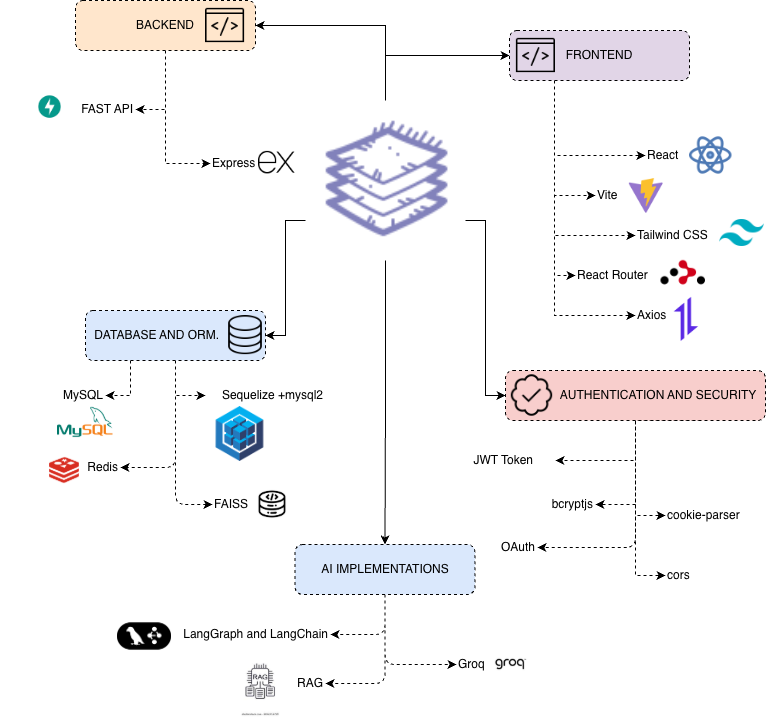 BACKEND
FRONTEND
FAST API
Express
ex
React
Vite
Tailwind CSS
React Router
Axios
DATABASE AND ORM.
MySQL
Sequelize +mysql2
MySQL
Redis
FAISS
AUTHENTICATION AND SECURITY
JWT Token
bcryptjs
cookie-parser
OAuth
cors
AI IMPLEMENTATIONS
LangGraph and LangChain
Groq
groq
RAG
RAG